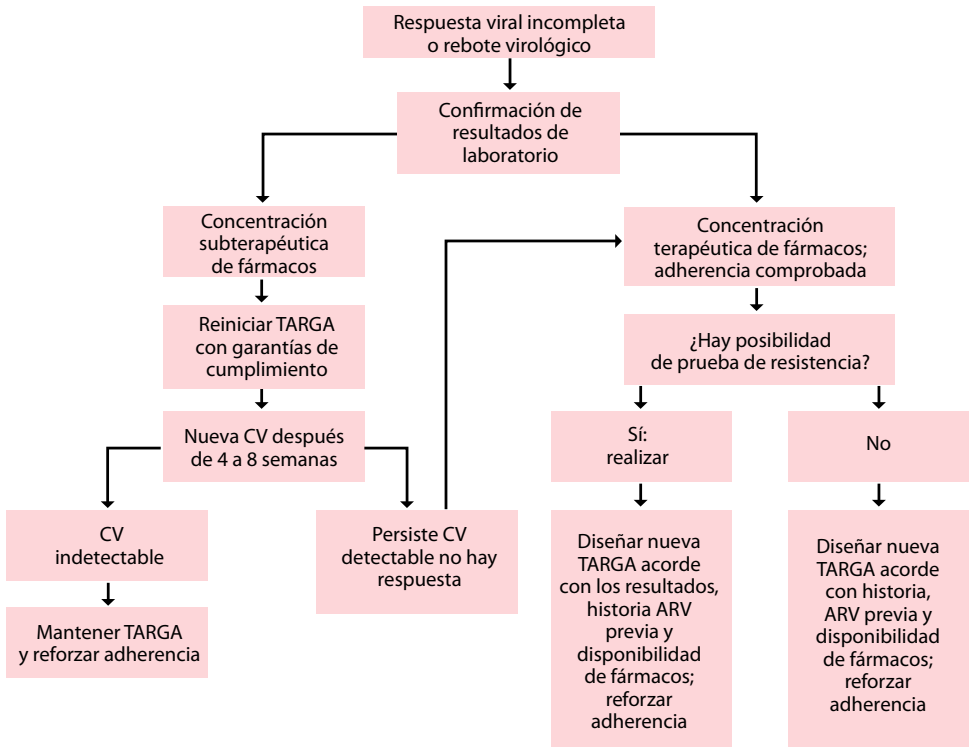 Respuesta viral incompleta
o rebote virológico
Confirmación de
resultados de
laboratorio
Concentración
subterapéutica
de fármacos
Concentración
terapéutica de fármacos;
adherencia comprobada
Reiniciar TARGA
con garantías de
cumplimiento
¿Hay posibilidad
de prueba de resistencia?
Nueva CV después
de 4 a 8 semanas
Sí:
realizar
No
CV
indetectable
Persiste CV
detectable no hay
respuesta
Mantener TARGA
y reforzar adherencia
Diseñar nueva
TARGA acorde
con los resultados,
historia ARV
previa y
disponibilidad
de fármacos;
reforzar
adherencia
Diseñar nueva
TARGA acorde
con historia,
ARV previa y
disponibilidad
de fármacos;
reforzar
adherencia